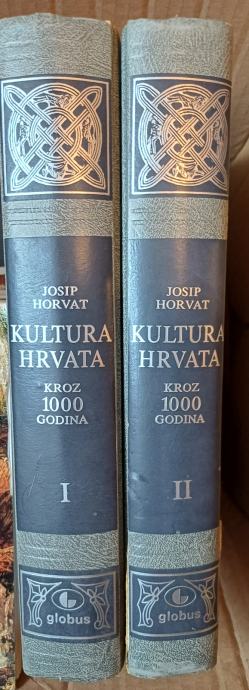 JOSIP
HORVAT
KULTURA
HRVATA
KROZ
1000
GODINA
I
globus
JOSIP
HORVAT
KULTURA
HRVATA
KROZ
1000
GODINA
II
globus